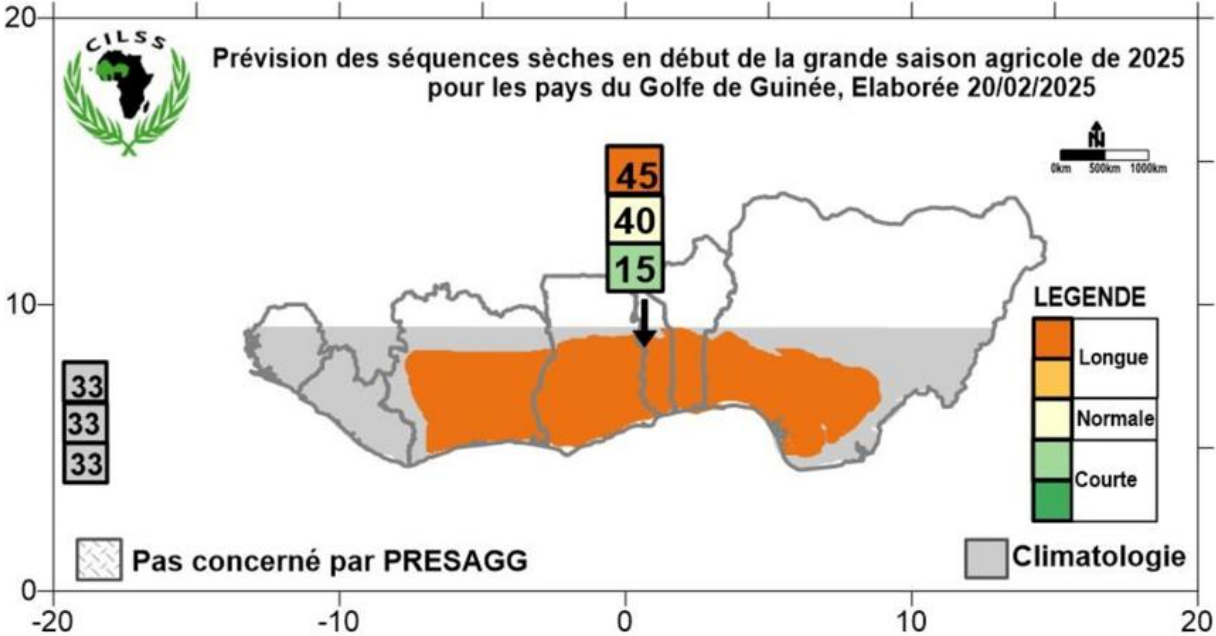 20
CILSS
Prévision des séquences sèches en début de la grande saison agricole de 2025
pour les pays du Golfe de Guinée, Elaborée 20/02/2025
N
0km 500km 1000km
45
40
15
10
LEGENDE
Longue
Normale
Courte
33
33
33
Pas concerné par PRESAGG
Climatologie
0
-20 -10 0 10 20